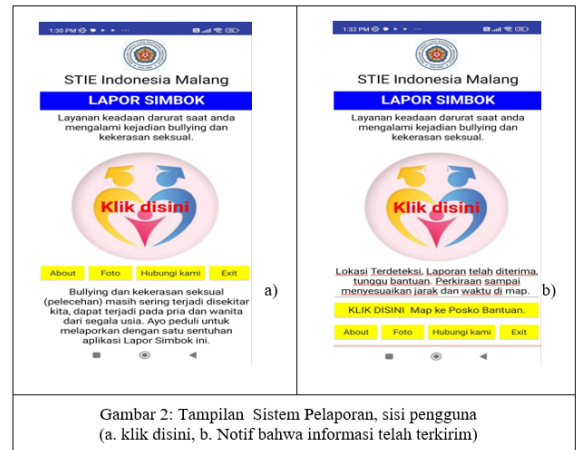 1:30 PM
STIE Indonesia Malang
LAPOR SIMBOK
Layanan keadaan darurat saat anda
mengalami kejadian bullying dan
kekerasan seksual.
Klik disini
About Foto Hubungi kami Exit
Bullying dan kekerasan seksual
(pelecehan) masih sering terjadi disekitar
kita, dapat terjadi pada pria dan wanita
dari segala usia. Ayo peduli untuk
melaporkan dengan satu sentuhan
aplikasi Lapor Simbok ini.
a)
1:32 PM
STIE Indonesia Malang
LAPOR SIMBOK
Layanan keadaan darurat saat anda
mengalami kejadian bullying dan
kekerasan seksual.
Klik disini
Lokasi Terdeteksi, Laporan telah diterima,
tunggu bantuan. Perkiraan sampai
menyesuaikan jarak dan waktu di map.
KLIK DISINI Map ke Posko Bantuan.
About Foto Hubungi kami Exit
b)
Gambar 2: Tampilan Sistem Pelaporan, sisi pengguna
(a. klik disini, b. Notif bahwa informasi telah terkirim)